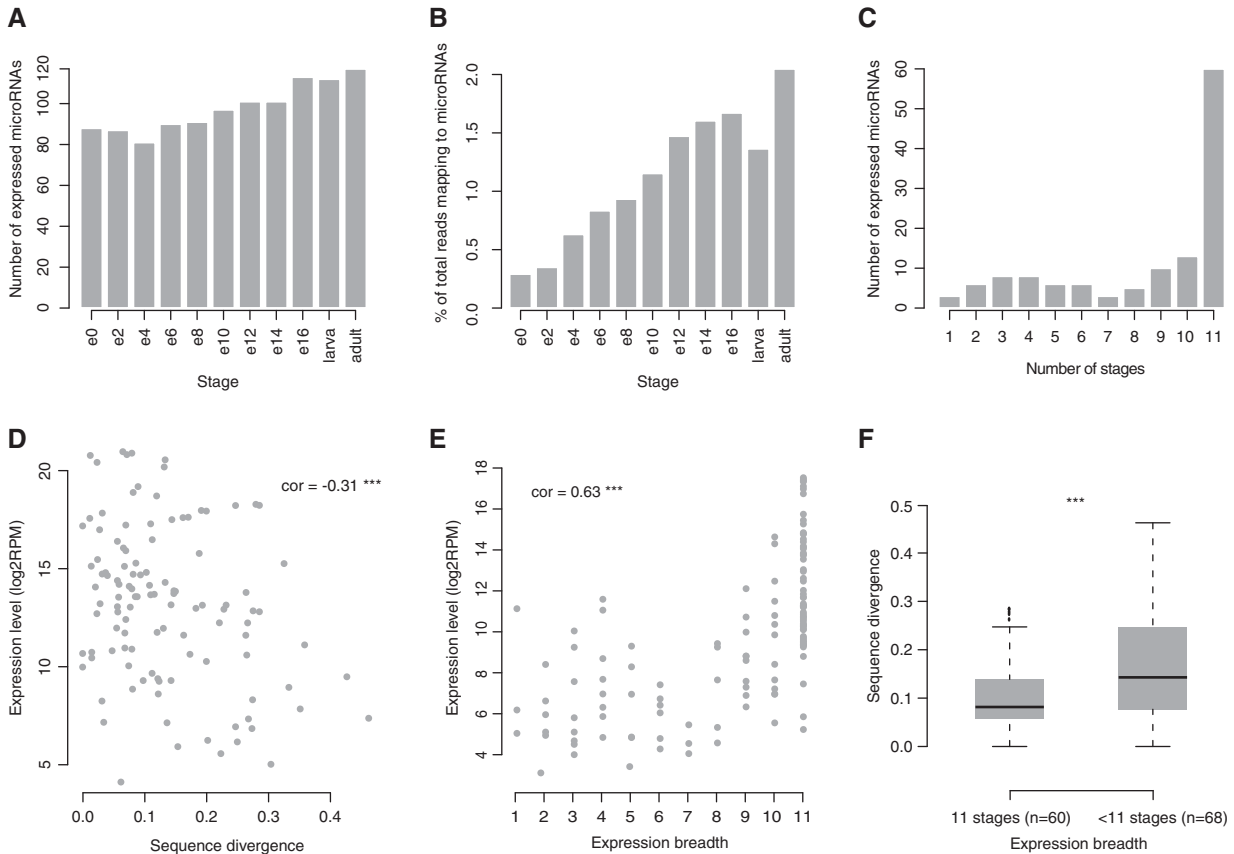 A
Number of expressed microRNAs
120
100
80
60
40
20
0
e0 e2 e4 e6 e8 e10 e12 e14 e16 larva adult
Stage
B
% of total reads mapping to microRNAs
2.0
1.5
1.0
0.5
0.0
e0 e2 e4 e6 e8 e10 e12 e14 e16 larva adult
Stage
C
Number of expressed microRNAs
60
50
40
30
20
10
0
1 2 3 4 5 6 7 8 9 10 11
Number of stages
D
Expression level (log2RPM)
cor = -0.31 ***
20
15
10
5
0.0 0.1 0.2 0.3 0.4
Sequence divergence
E
Expression level (log2RPM)
cor = 0.63 ***
18
16
14
12
10
8
6
4
1 2 3 4 5 6 7 8 9 10 11
Expression breadth
F
Sequence divergence
***
0.5
0.4
0.3
0.2
0.1
0.0
11 stages (n=60) <11 stages (n=68)
Expression breadth